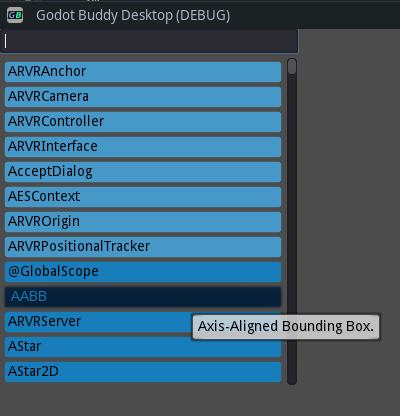 GB Godot Buddy Desktop (DEBUG)
ARVRAnchor
ARVRCamera
ARVRController
ARVRInterface
AcceptDialog
AESContext
ARVROrigin
ARVRPositionalTracker
@GlobalScope
AABB
ARVRServer
Axis-Aligned Bounding Box.
AStar
AStar2D